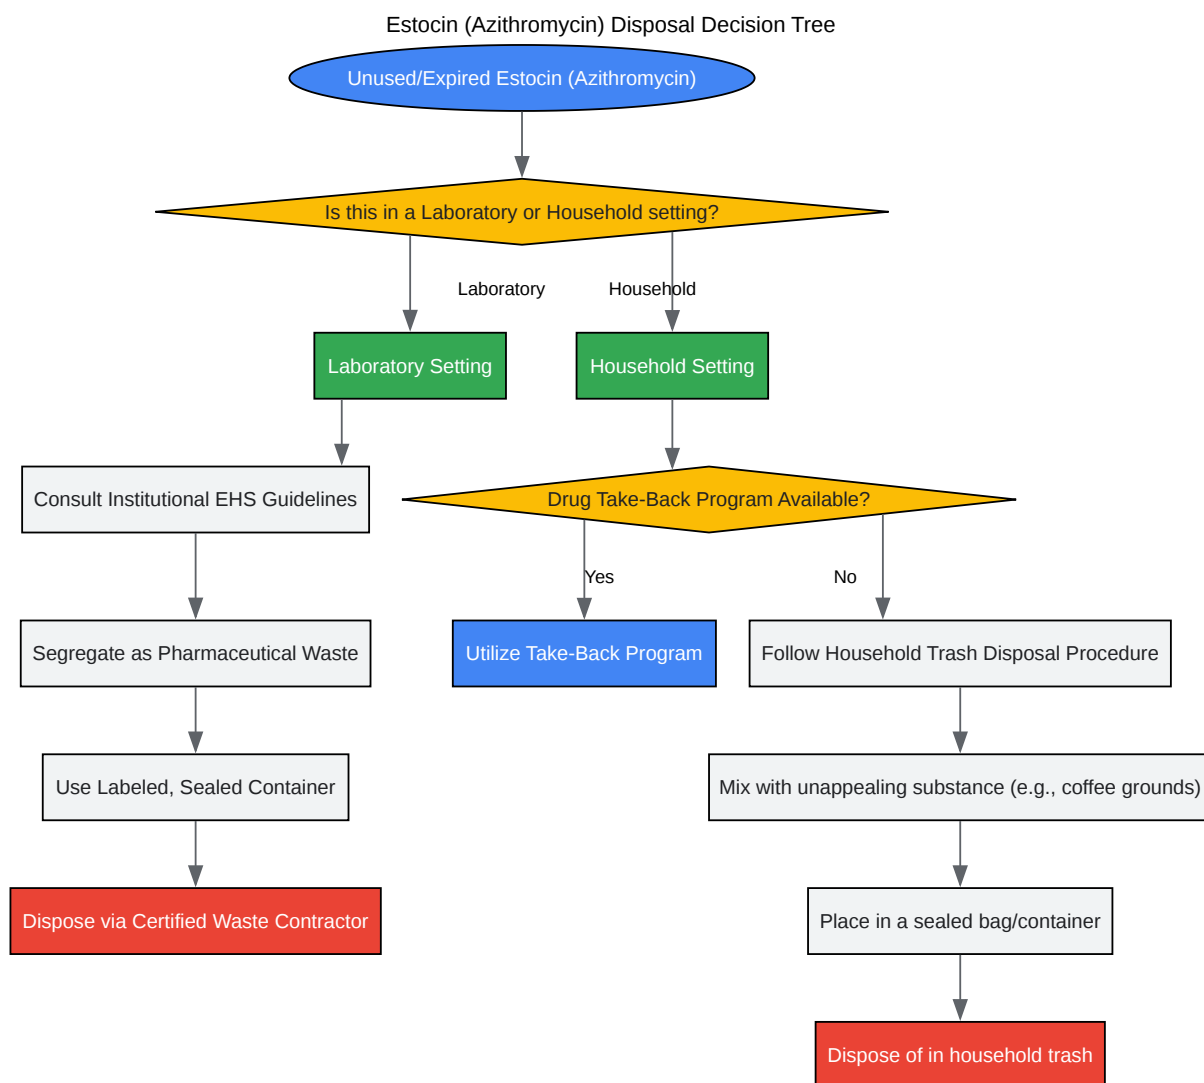 Estocin (Azithromycin) Disposal Decision Tree
Unused/Expired Estocin (Azithromycin)
Is this in a Laboratory or Household setting?
Laboratory
Household
Laboratory Setting
Household Setting
Consult Institutional EHS Guidelines
Drug Take-Back Program Available?
Yes
No
Segregate as Pharmaceutical Waste
Utilize Take-Back Program
Follow Household Trash Disposal Procedure
Use Labeled, Sealed Container
Mix with unappealing substance (e.g., coffee grounds)
Dispose via Certified Waste Contractor
Place in a sealed bag/container
Dispose of in household trash